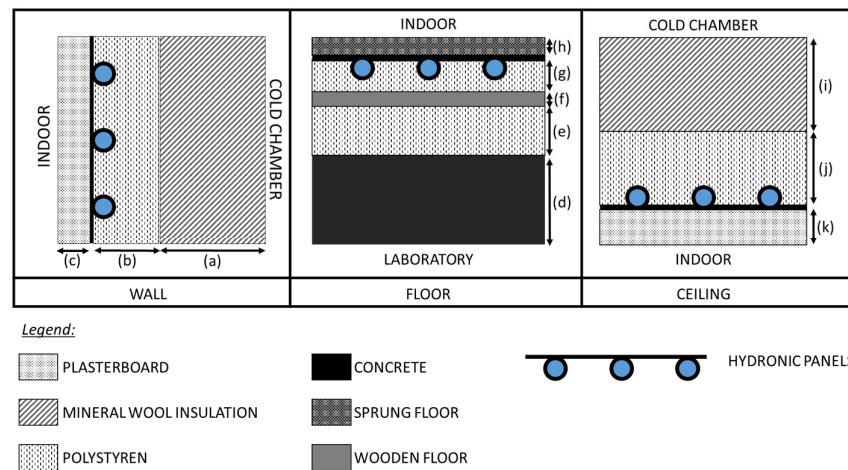 INDOOR
COLD CHAMBER
(c)
(b)
(a)
WALL
INDOOR
(h)
(g)
(f)
(e)
(d)
LABORATORY
FLOOR
COLD CHAMBER
(i)
(j)
(k)
INDOOR
CEILING
Legend:
PLASTERBOARD
MINERAL WOOL INSULATION
POLYSTYREN
CONCRETE
SPRUNG FLOOR
WOODEN FLOOR
HYDRONIC PANELS